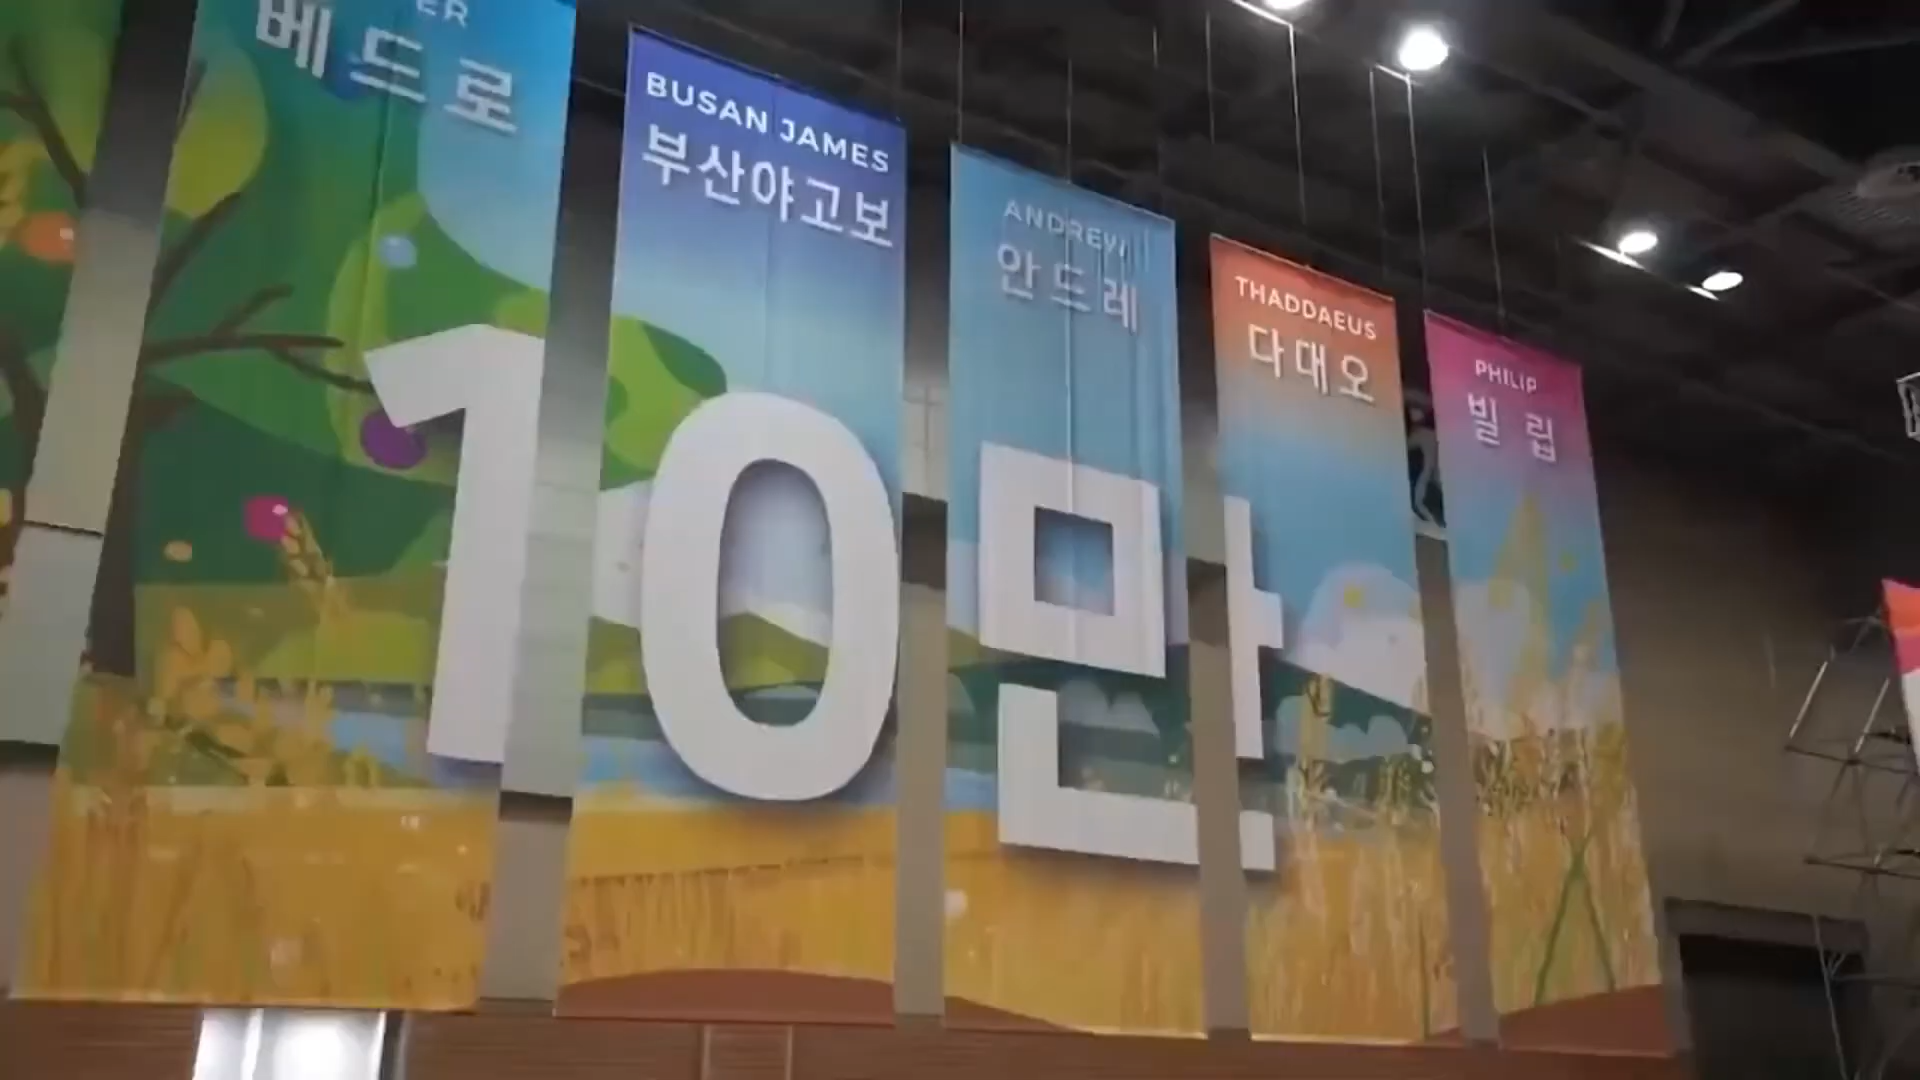 베드로
BUSAN JAMES
부산야고보
ANDREW
안드레
THADDAEUS
다대오
PHILIP
빌립
10만